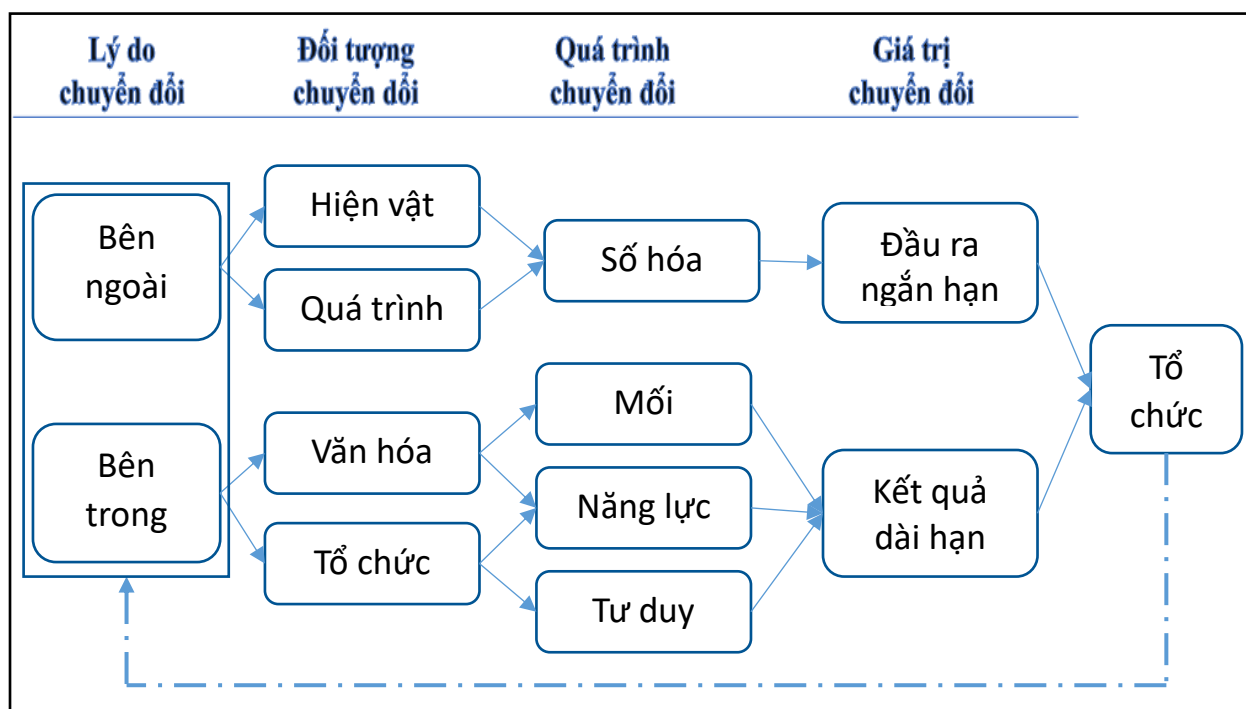 Lý do
chuyển đổi
Đối tượng
chuyển dổi
Quá trình
chuyển đổi
Giá trị
chuyển đổi
Bên
ngoài
Hiện vật
Quá trình
Số hóa
Đầu ra
ngắn hạn
Tổ
chức
Bên
trong
Văn hóa
Tổ chức
Mối
Năng lực
Tư duy
Kết quả
dài hạn